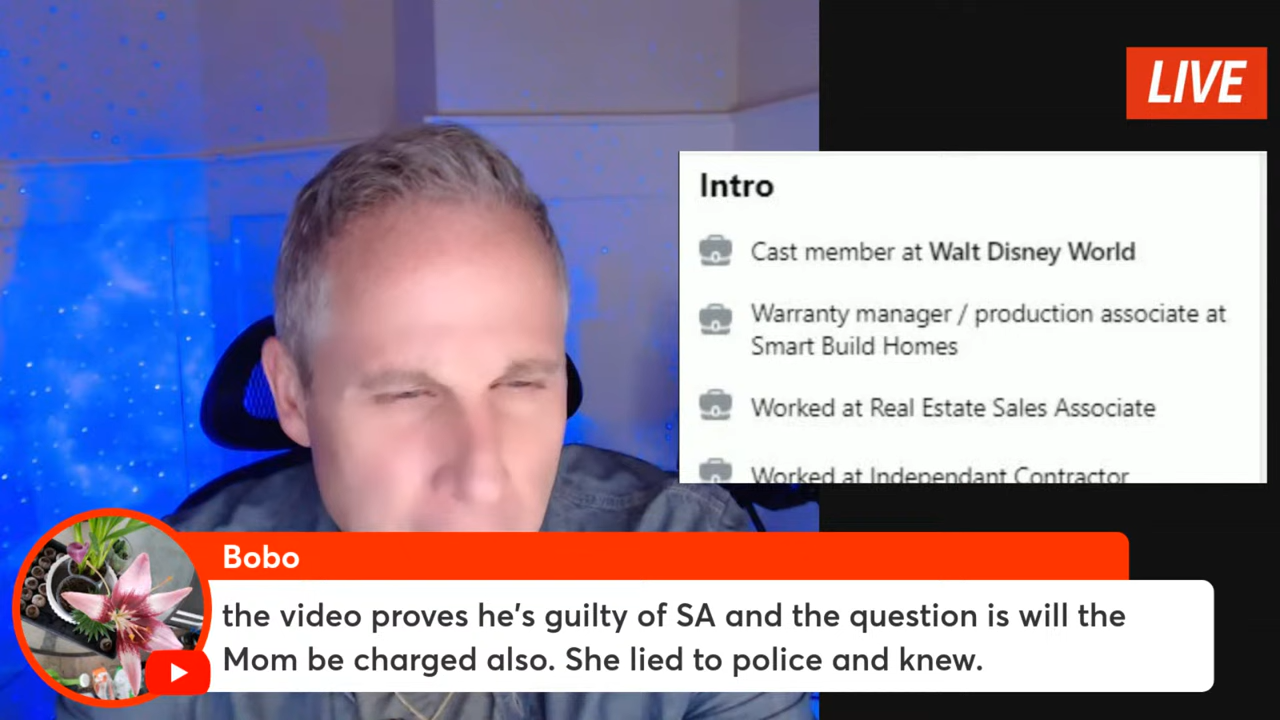 LIVE
Intro
Cast member at Walt Disney World
Warranty manager / production associate at
Smart Build Homes
Worked at Real Estate Sales Associate
Worked at Independant Contractor
Bobo
the video proves he's guilty of SA and the question is will the
Mom be charged also. She lied to police and knew.